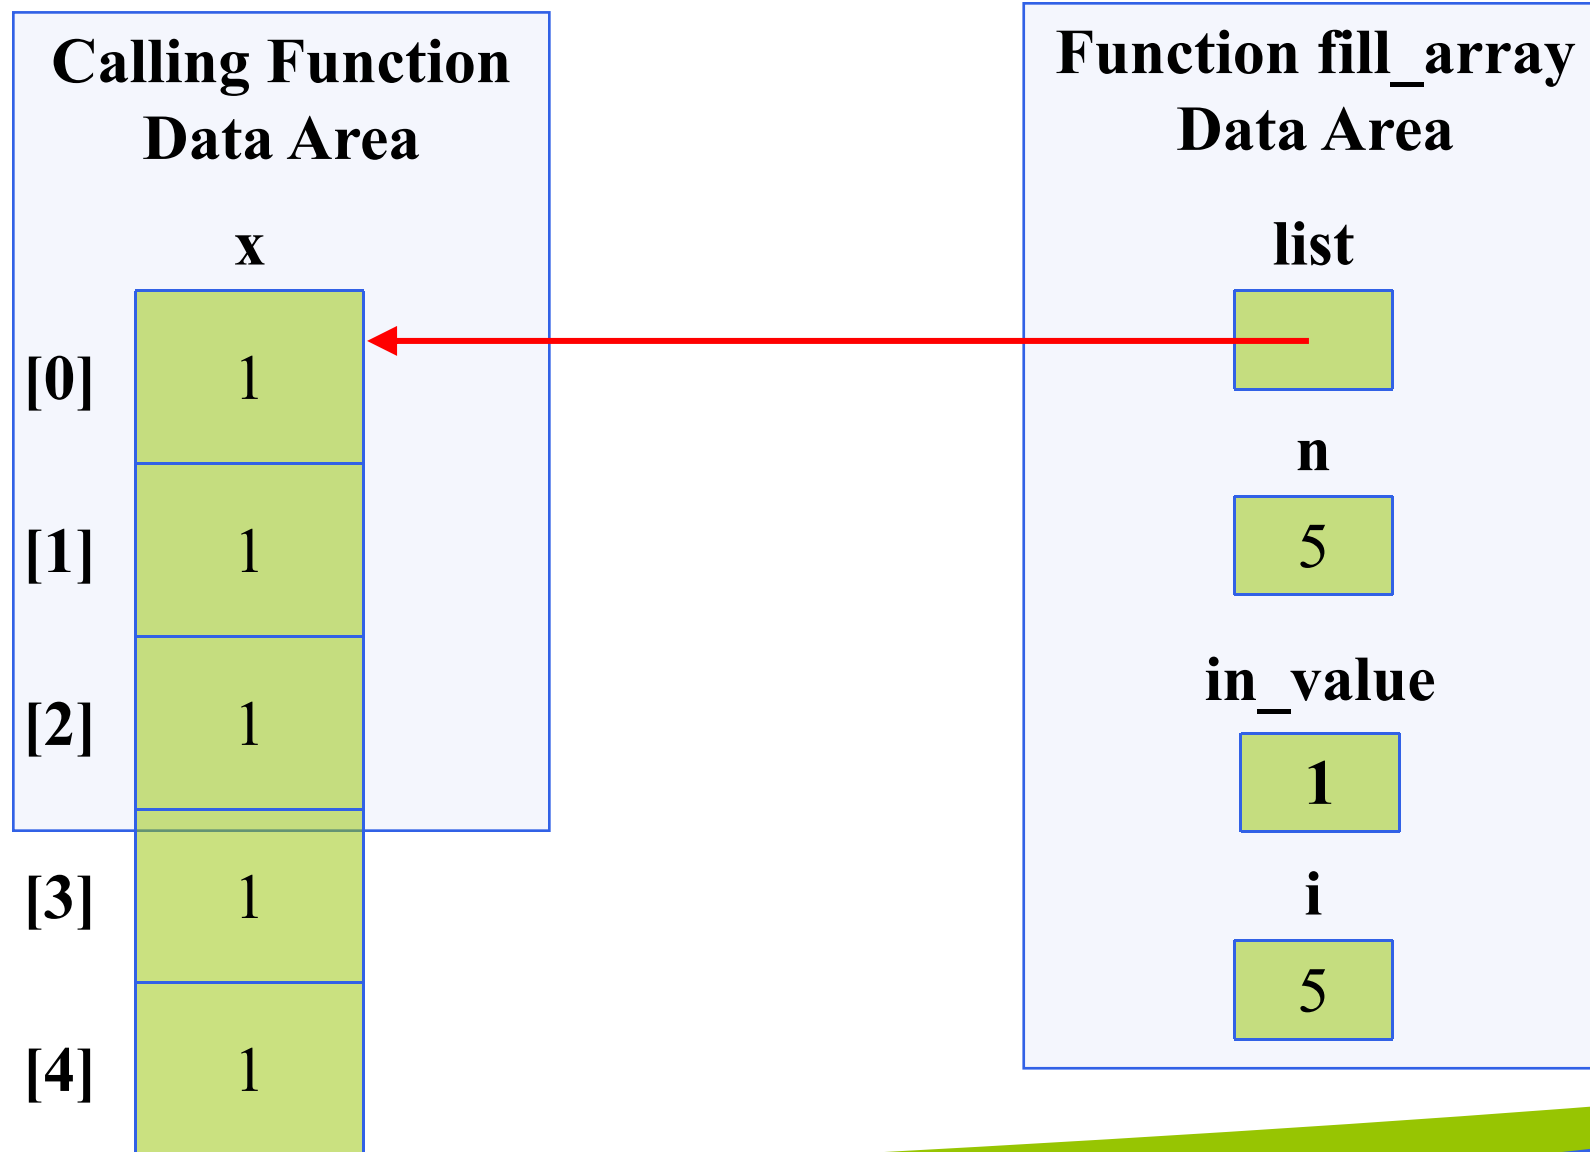 Calling Function
Data Area
x
[0] 1
[1] 1
[2] 1
[3] 1
[4] 1
Function fill_array
Data Area
list
n
5
in_value
1
i
5